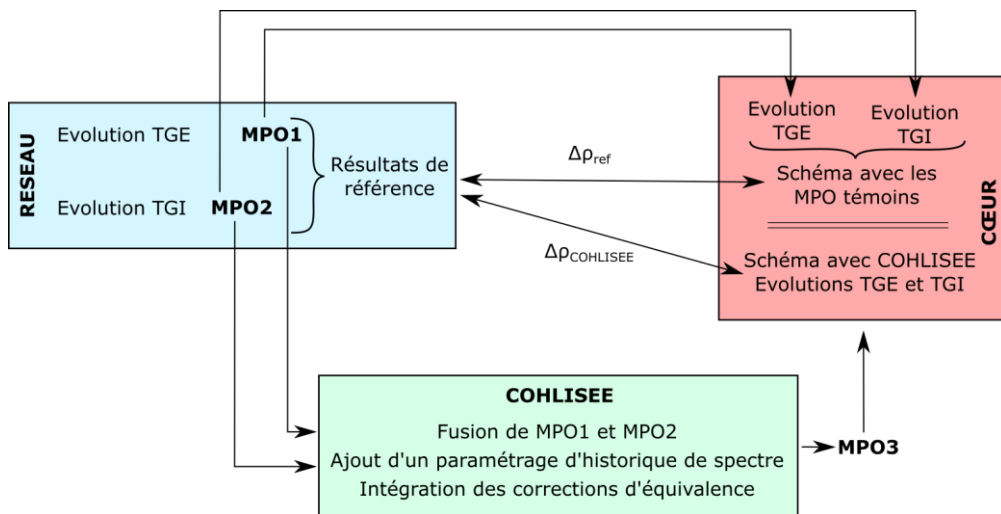 RESEAU
Evolution TGE
MPO1
Evolution TGI
MPO2
Résultats de
référence
Δρref
ΔρCOHLISEE
Evolution
TGE
Evolution
TGI
Schéma avec les
MPO témoins
Schéma avec COHLISEE
Evolutions TGE et TGI
CŒUR
COHLISEE
Fusion de MPO1 et MPO2
Ajout d'un paramétrage d'historique de spectre
Intégration des corrections d'équivalence
MPO3